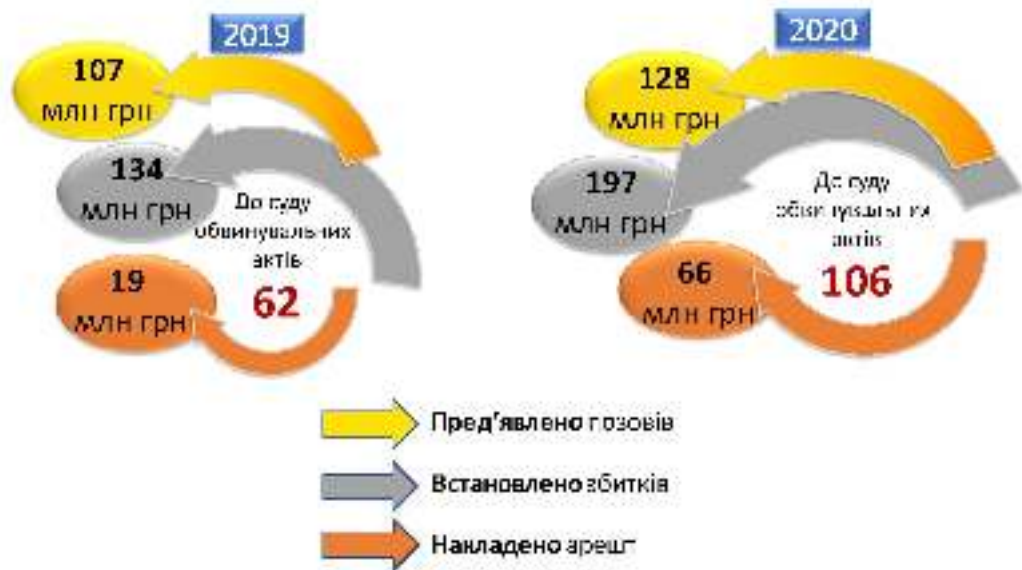 2019
107
млн грн
134
млн грн
До суду
обвинувальних
актів
62
19
млн грн
2020
128
млн грн
197
млн грн
До суду
обвинувальних
актів
106
66
млн грн
Пред'явлено позовів
Встановлено збитків
Накладено арешт